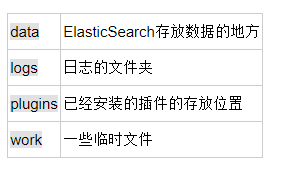 data ElasticSearch存放数据的地方
logs 日志的文件夹
plugins 已经安装的插件的存放位置
work 一些临时文件